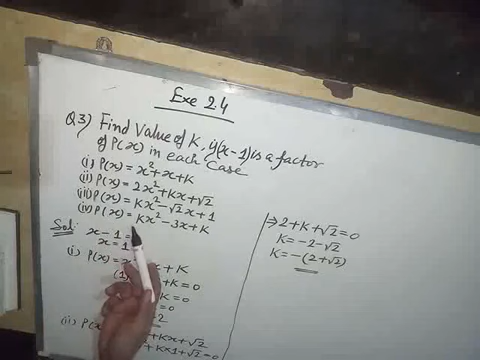 Exe 2.4
Q3) Find Value of K, if (x-1) is a factor
of P(x) in each Case
(i) P(x) = x²+x+K
(ii) P(x) = 2x²+Kx+√2
(iii) P(x) = Kx²-√2x+1
(iv) P(x) = Kx²-3x+K
Sol:
x-1=
x=1
(i) P(x)= x + K
(1) + K = 0
K = 0
2
(ii) P(x + Kx + √2
+ K×1+√2=0
⇒ 2+K+√2=0
K=-2-√2
K=-(2+√2)